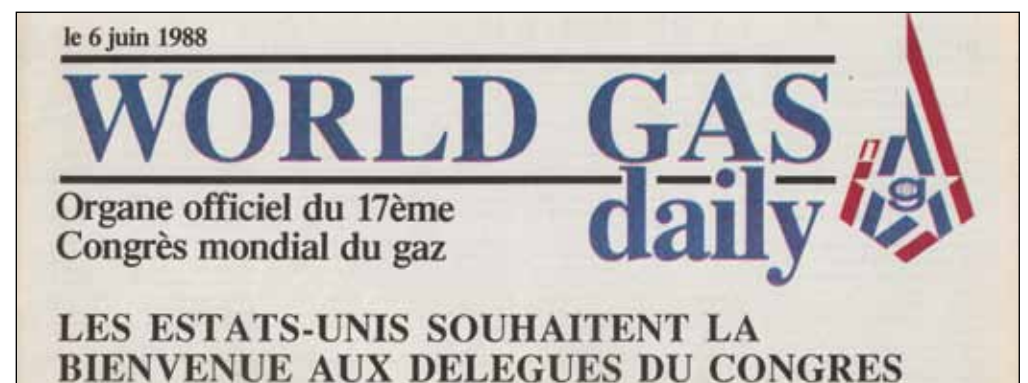 le 6 juin 1988
WORLD GAS
daily
Organe officiel du 17ème
Congrès mondial du gaz
LES ESTATS-UNIS SOUHAITENT LA
BIENVENUE AUX DELEGUES DU CONGRES